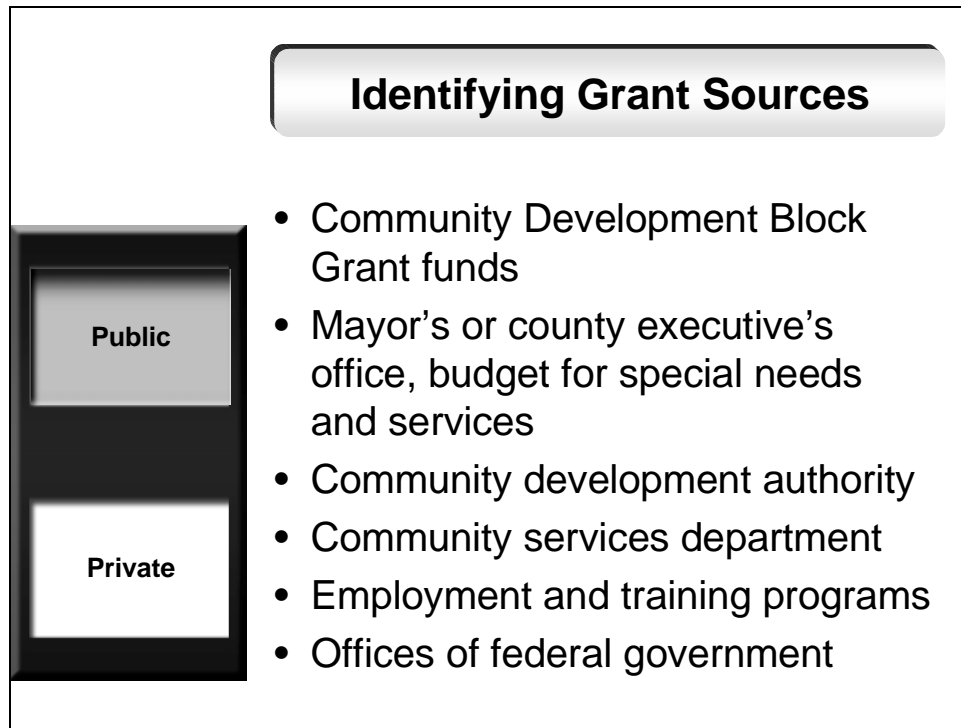 Identifying Grant Sources
Public
Private
• Community Development Block
Grant funds
• Mayor’s or county executive’s
office, budget for special needs
and services
• Community development authority
• Community services department
• Employment and training programs
• Offices of federal government